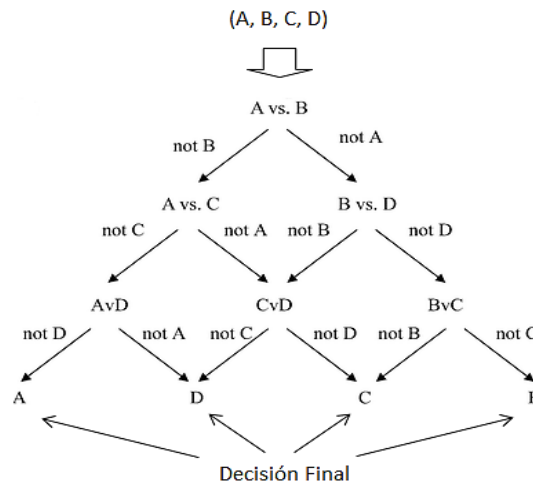 (A, B, C, D)
A vs. B
not B not A
A vs. C B vs. D
not C not A not B not D
AvD CvD BvC
not D not A not C not D not B not
A D C
Decisión Final